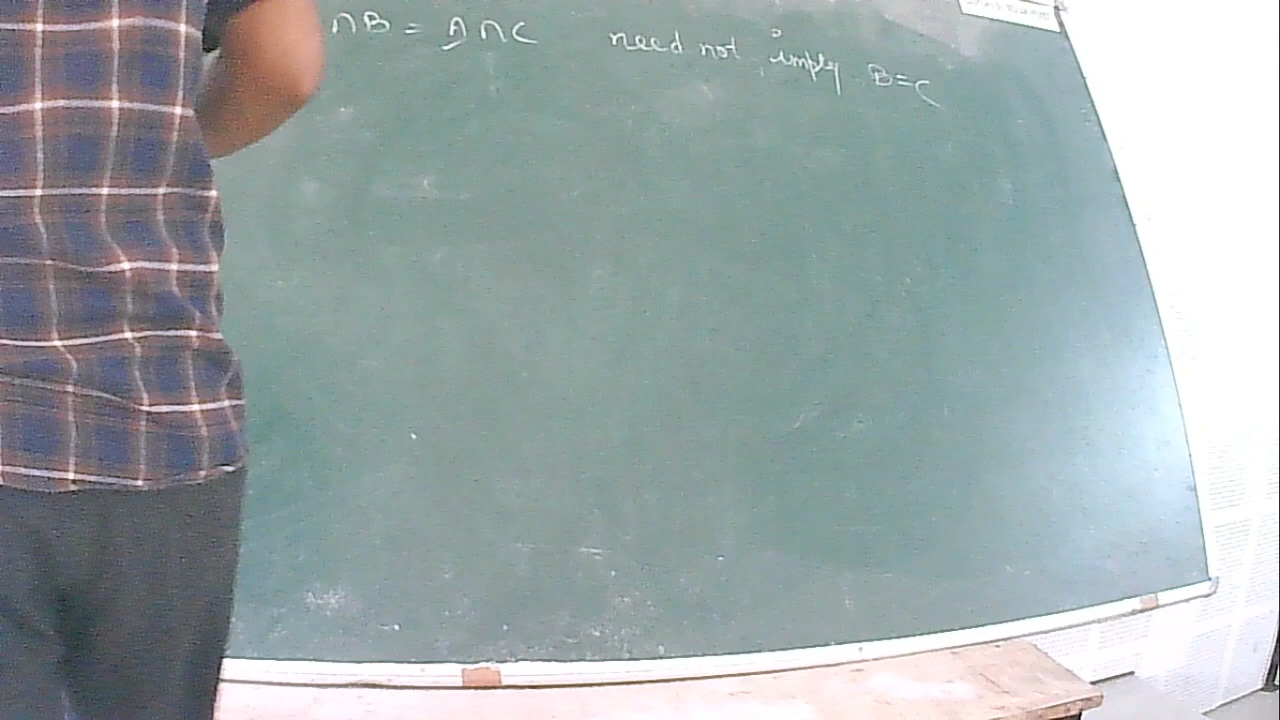 ∩B = A∩C need not imply B=C